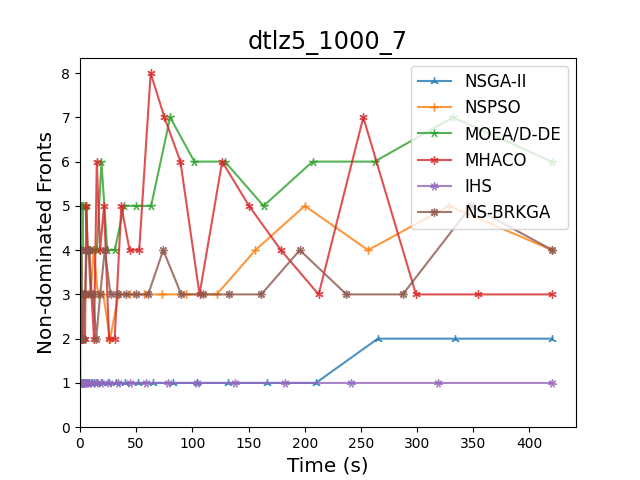 dtlz5_1000_7
Non-dominated Fronts
8
7
6
5
4
3
2
1
0
0 50 100 150 200 250 300 350 400
Time (s)
NSGA-II
NSPSO
MOEA/D-DE
MHACO
IHS
NS-BRKGA